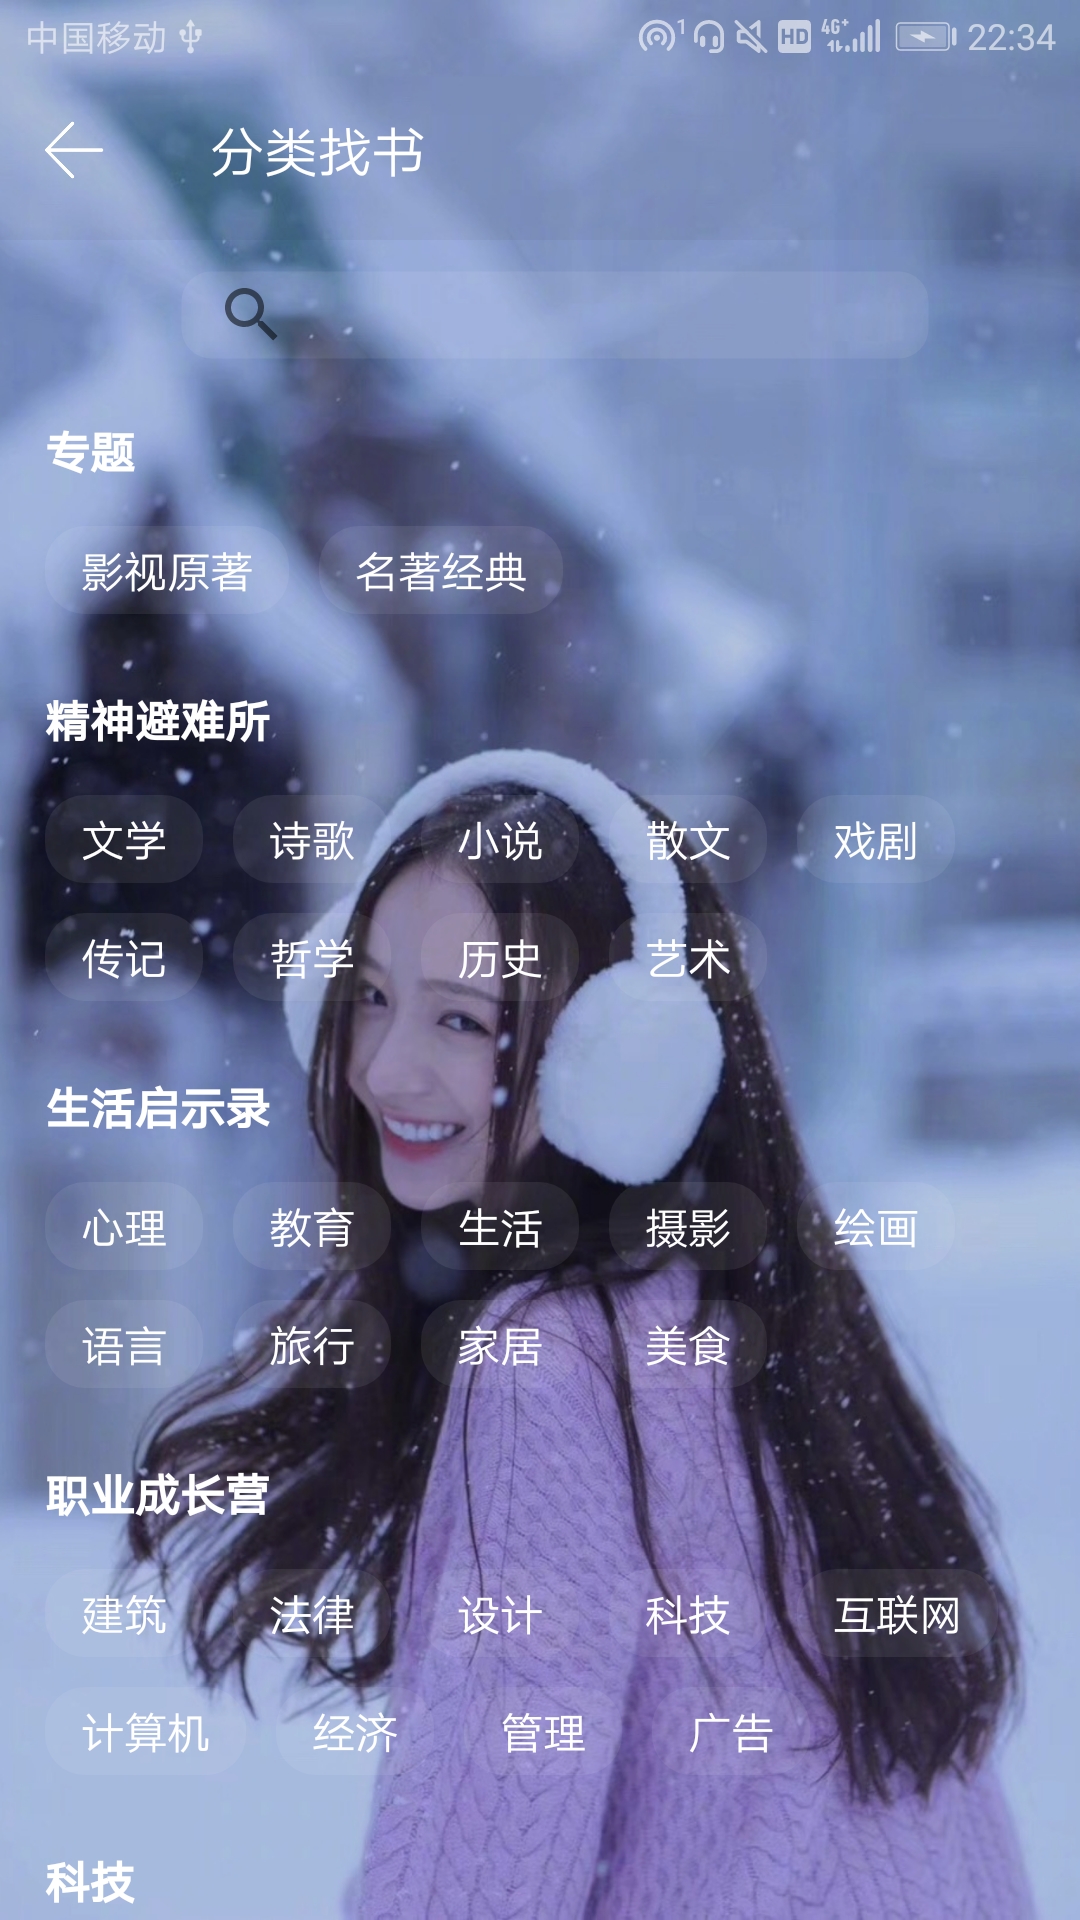 中国移动 1 HD 4G+ 22:34
分类找书
专题
影视原著 名著经典
精神避难所
文学 诗歌 小说 散文 戏剧
传记 哲学 历史 艺术
生活启示录
心理 教育 生活 摄影 绘画
语言 旅行 家居 美食
职业成长营
建筑 法律 设计 科技 互联网
计算机 经济 管理 广告
科技